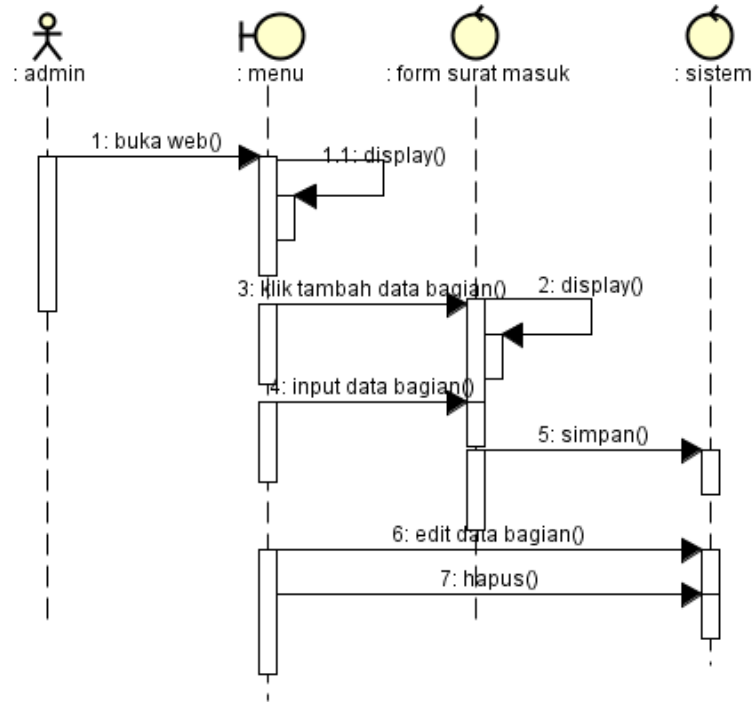 : admin
: menu
: form surat masuk
: sistem
1: buka web()
1.1: display()
3: klik tambah data bagian()
2: display()
4: input data bagian()
5: simpan()
6: edit data bagian()
7: hapus()